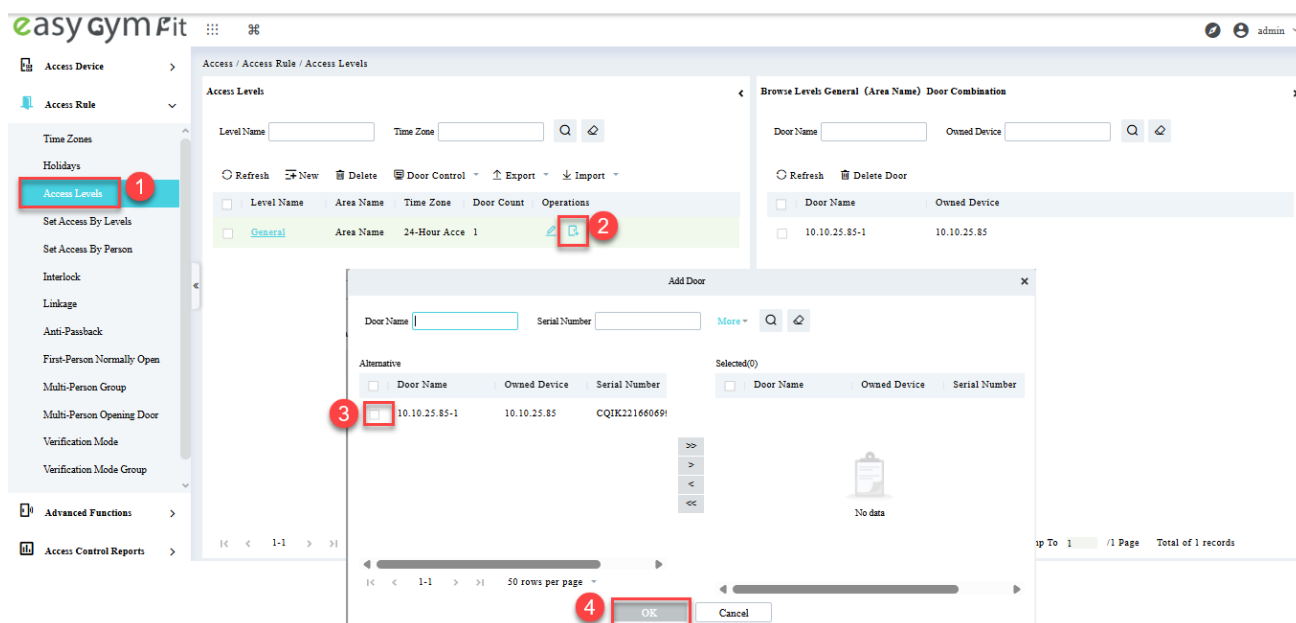 easy Gym Fit
admin
Access Device
Access Rule
Time Zones
Holidays
Access Levels
1
Set Access By Levels
Set Access By Person
Interlock
Linkage
Anti-Passback
First-Person Normally Open
Multi-Person Group
Multi-Person Opening Door
Verification Mode
Verification Mode Group
Advanced Functions
Access Control Reports
Access / Access Rule / Access Levels
Access Levels
Level Name Time Zone
Refresh New Delete Door Control Export Import
Level Name Area Name Time Zone Door Count Operations
General Area Name 24-Hour Acce 1
2
1-1
Browse Levels General (Area Name) Door Combination
Door Name Owned Device
Refresh Delete Door
Door Name Owned Device
10.10.25.85-1 10.10.25.85
Add Door
Door Name Serial Number More
Alternative
Door Name Owned Device Serial Number
3
10.10.25.85-1 10.10.25.85 CQIK22166069
>>
>
<
<<
Selected(0)
Door Name Owned Device Serial Number
No data
1-1 50 rows per page
4
OK Cancel
1 /1 Page Total of 1 records